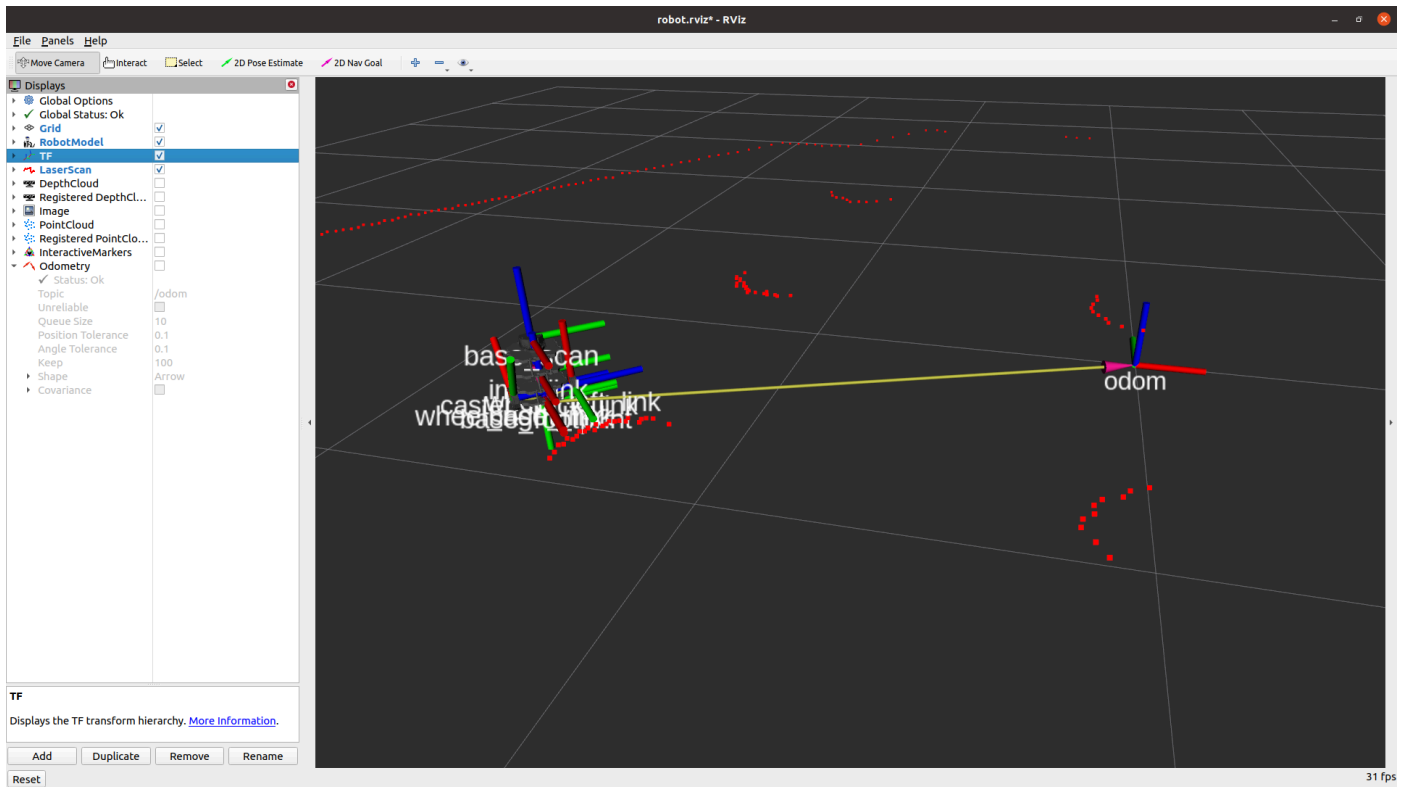 robot.rviz* - RViz
File Panels Help
Move Camera Interact Select 2D Pose Estimate 2D Nav Goal
Displays
Global Options
Global Status: Ok
Grid
RobotModel
TF
LaserScan
DepthCloud
Registered DepthCl...
Image
PointCloud
Registered PointClo...
InteractiveMarkers
Odometry
Status: Ok
Topic /odom
Unreliable
Queue Size 10
Position Tolerance 0.1
Angle Tolerance 0.1
Keep 100
Shape Arrow
Covariance
base_scan
odom
TF
Displays the TF transform hierarchy. More Information.
Add Duplicate Remove Rename
Reset
31 fps